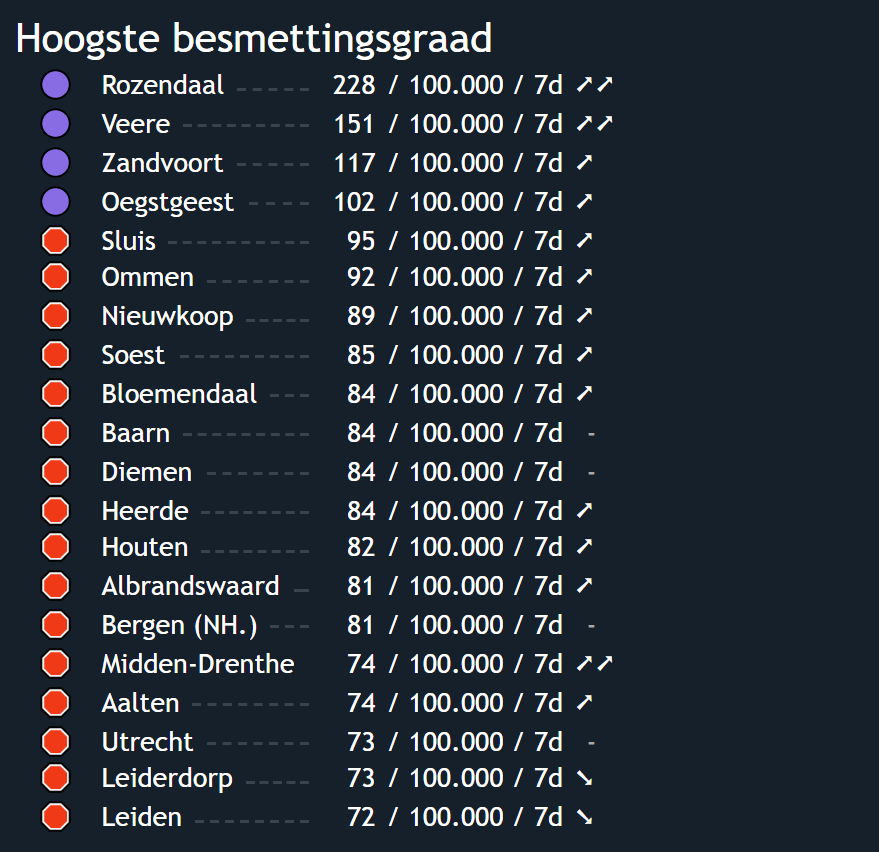 Hoogste besmettingsgraad
Rozendaal ----- 228 / 100.000 / 7d ➚➚
Veere --------- 151 / 100.000 / 7d ➚➚
Zandvoort ----- 117 / 100.000 / 7d ➚
Oegstgeest ---- 102 / 100.000 / 7d ➚
Sluis ---------- 95 / 100.000 / 7d ➚
Ommen ------- 92 / 100.000 / 7d ➚
Nieuwkoop ---- 89 / 100.000 / 7d ➚
Soest --------- 85 / 100.000 / 7d ➚
Bloemendaal --- 84 / 100.000 / 7d ➚
Baarn --------- 84 / 100.000 / 7d -
Diemen ------- 84 / 100.000 / 7d -
Heerde -------- 84 / 100.000 / 7d ➚
Houten -------- 82 / 100.000 / 7d ➚
Albrandswaard - 81 / 100.000 / 7d ➚
Bergen (NH.) --- 81 / 100.000 / 7d -
Midden-Drenthe 74 / 100.000 / 7d ➚➚
Aalten -------- 74 / 100.000 / 7d ➚
Utrecht ------- 73 / 100.000 / 7d -
Leiderdorp ---- 73 / 100.000 / 7d ➘
Leiden -------- 72 / 100.000 / 7d ➘